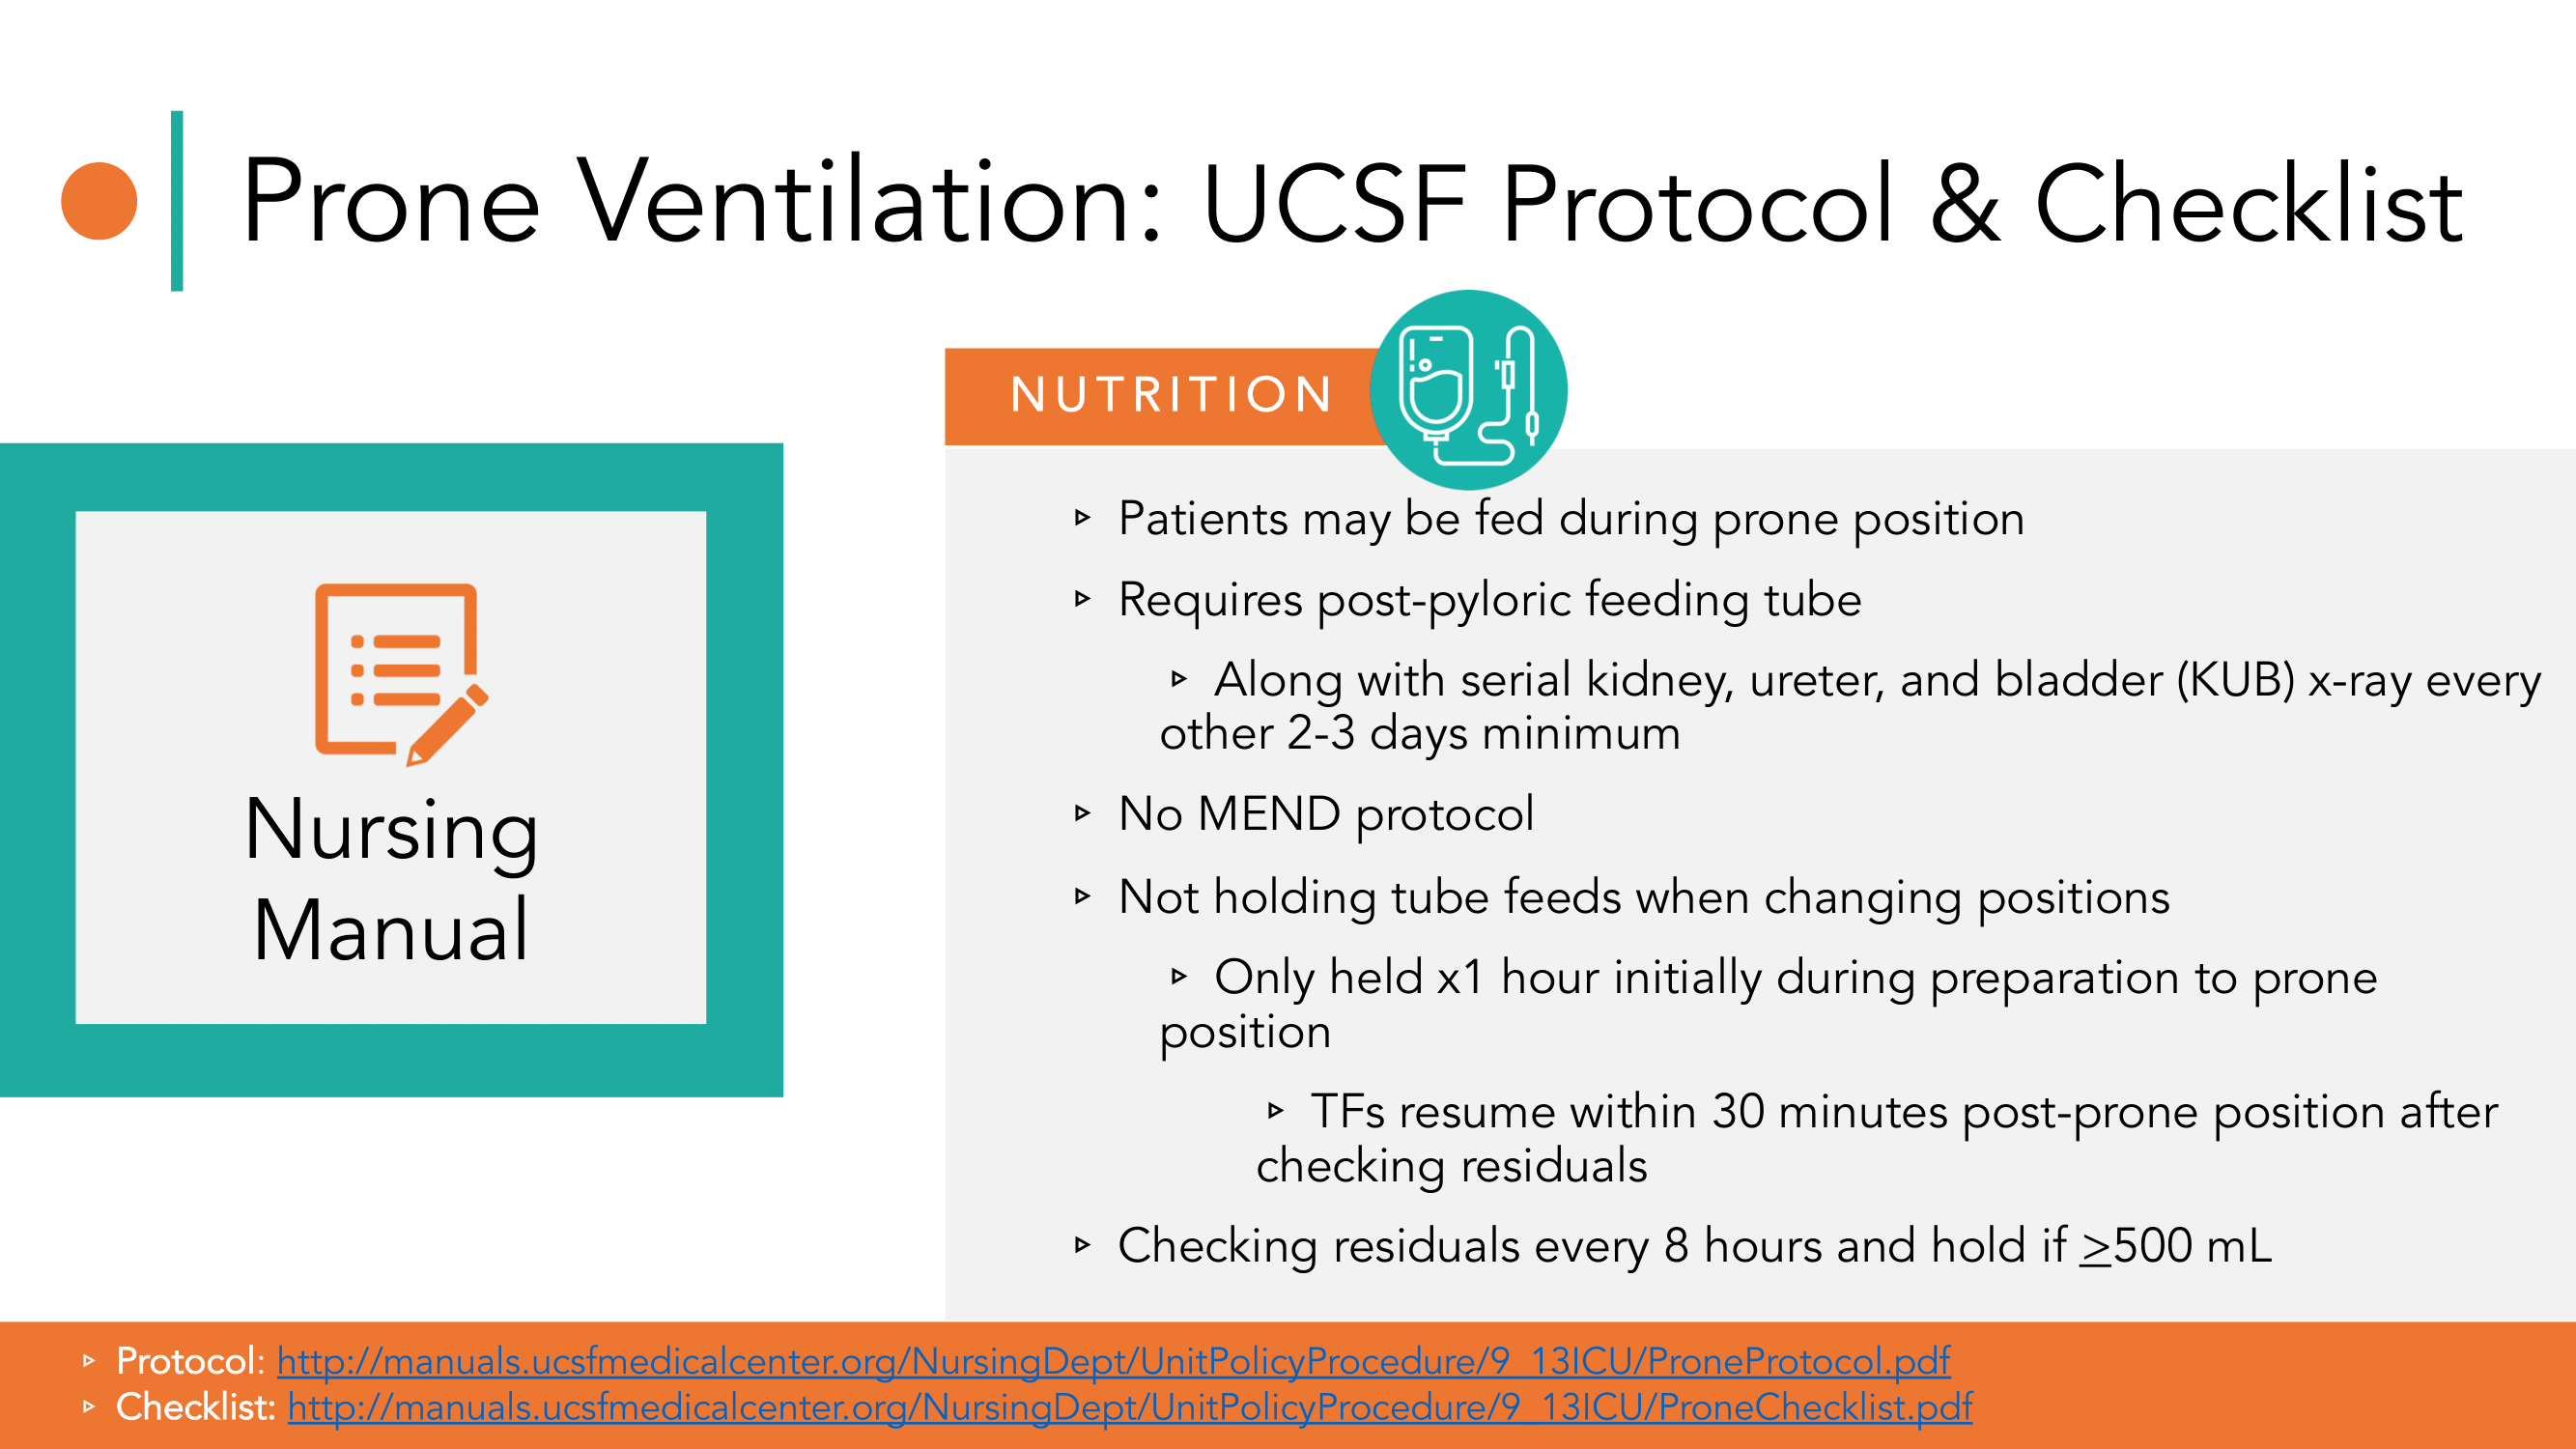 Prone Ventilation: UCSF Protocol & Checklist
NUTRITION
Nursing
Manual
▹ Patients may be fed during prone position
▹ Requires post-pyloric feeding tube
▹ Along with serial kidney, ureter, and bladder (KUB) x-ray every
other 2-3 days minimum
▹ No MEND protocol
▹ Not holding tube feeds when changing positions
▹ Only held x1 hour initially during preparation to prone
position
▹ TFs resume within 30 minutes post-prone position after
checking residuals
▹ Checking residuals every 8 hours and hold if ≥500 mL
▹ Protocol: http://manuals.ucsfmedicalcenter.org/NursingDept/UnitPolicyProcedure/9_13ICU/ProneProtocol.pdf
▹ Checklist: http://manuals.ucsfmedicalcenter.org/NursingDept/UnitPolicyProcedure/9_13ICU/ProneChecklist.pdf